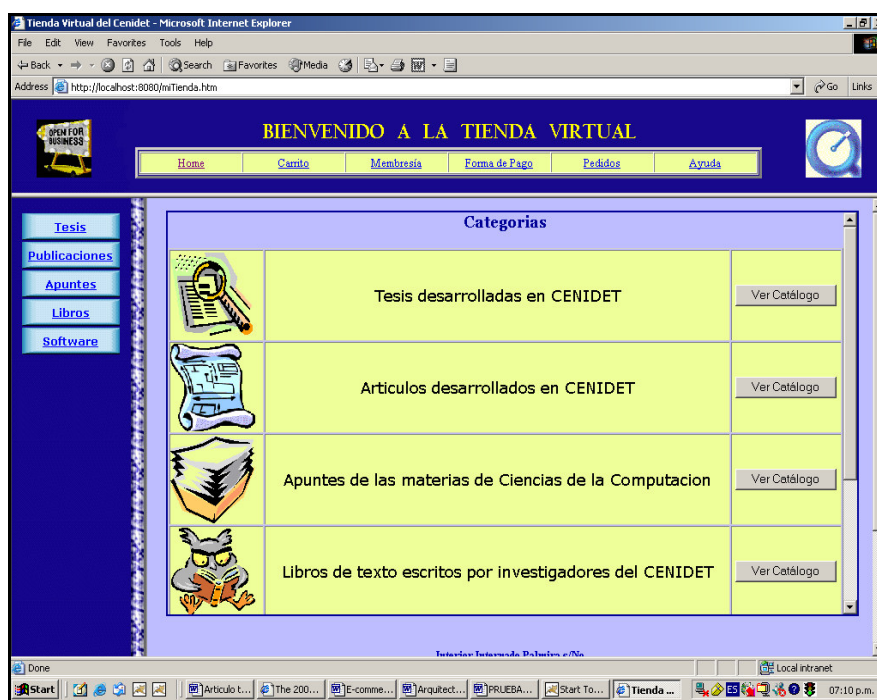 Tienda Virtual del Cenidet - Microsoft Internet Explorer
File Edit View Favorites Tools Help
Back Search Favorites Media
Address http://localhost:8080/miTienda.htm Go Links
OPEN FOR
BUSINESS
BIENVENIDO A LA TIENDA VIRTUAL
Home Carrito Membresía Forma de Pago Pedidos Ayuda
Categorias
Tesis
Publicaciones
Apuntes
Libros
Software
Tesis desarrolladas en CENIDET Ver Catálogo
Articulos desarrollados en CENIDET Ver Catálogo
Apuntes de las materias de Ciencias de la Computacion Ver Catálogo
Libros de texto escritos por investigadores del CENIDET Ver Catálogo
Interior Internado Palmira s/No
Done Local intranet
Start Articulo t... The 200... E-comme... Arquitect... PRUEBA... Start To... Tienda ... ES 07:10 p.m.